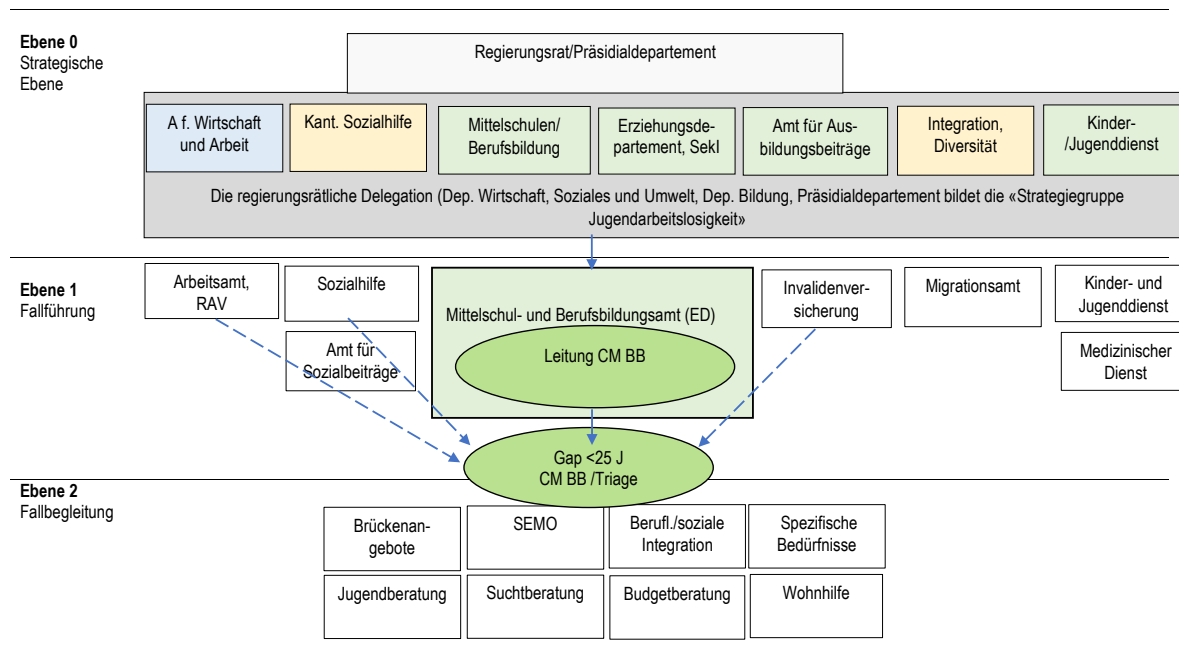 Ebene 0
Strategische
Ebene
Regierungsrat/Präsidialdepartement
A f. Wirtschaft
und Arbeit
Kant. Sozialhilfe
Mittelschulen/
Berufsbildung
Erziehungsde-
partement, SekI
Amt für Aus-
bildungsbeiträge
Integration,
Diversität
Kinder-
/Jugenddienst
Die regierungsrätliche Delegation (Dep. Wirtschaft, Soziales und Umwelt, Dep. Bildung, Präsidialdepartement bildet die «Strategiegruppe
Jugendarbeitslosigkeit»
Ebene 1
Fallführung
Arbeitsamt,
RAV
Sozialhilfe
Amt für
Sozialbeiträge
Mittelschul- und Berufsbildungsamt (ED)
Leitung CM BB
Invalidenver-
sicherung
Migrationsamt
Kinder- und
Jugenddienst
Medizinischer
Dienst
Gap <25 J
CM BB /Triage
Ebene 2
Fallbegleitung
Brückenan-
gebote
SEMO
Berufl./soziale
Integration
Spezifische
Bedürfnisse
Jugendberatung
Suchtberatung
Budgetberatung
Wohnhilfe